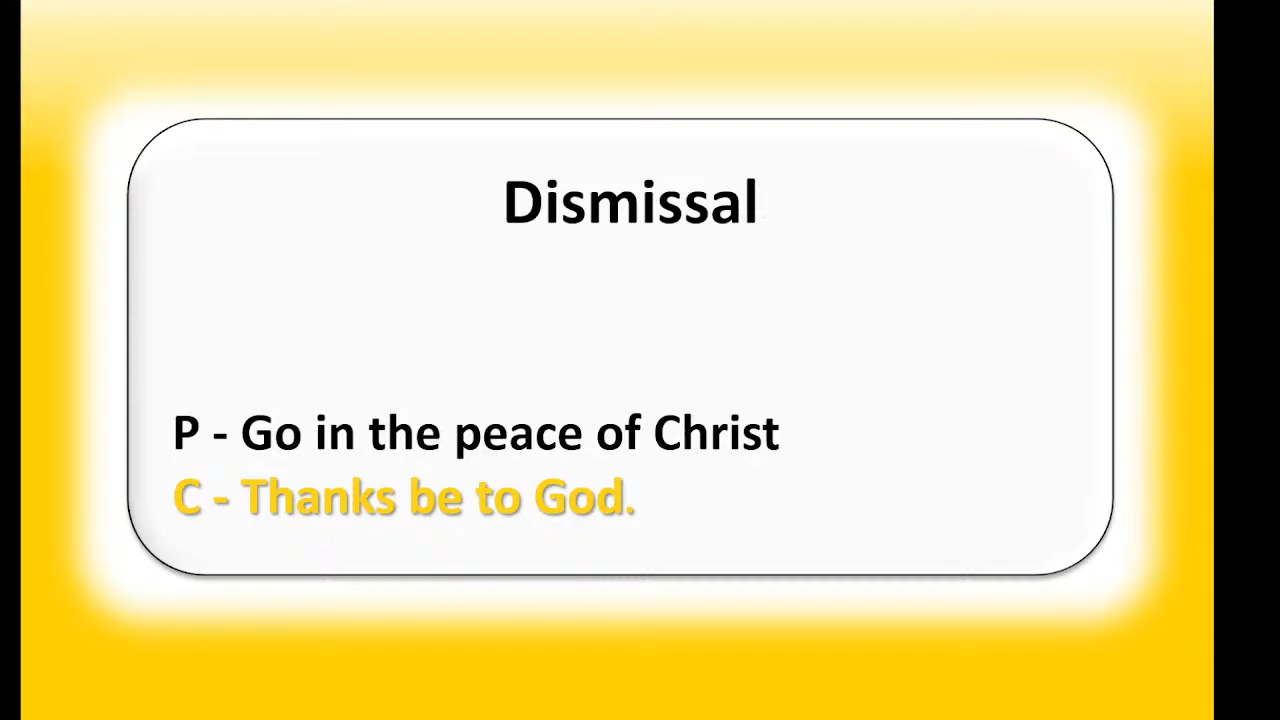 Dismissal
P - Go in the peace of Christ
C - Thanks be to God.